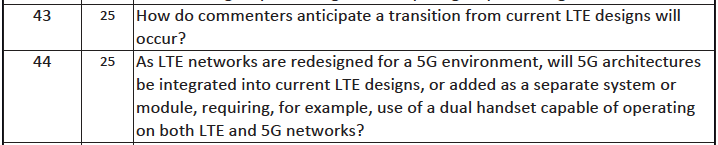 43 25 How do commenters anticipate a transition from current LTE designs will
occur?
44 25 As LTE networks are redesigned for a 5G environment, will 5G architectures
be integrated into current LTE designs, or added as a separate system or
module, requiring, for example, use of a dual handset capable of operating
on both LTE and 5G networks?